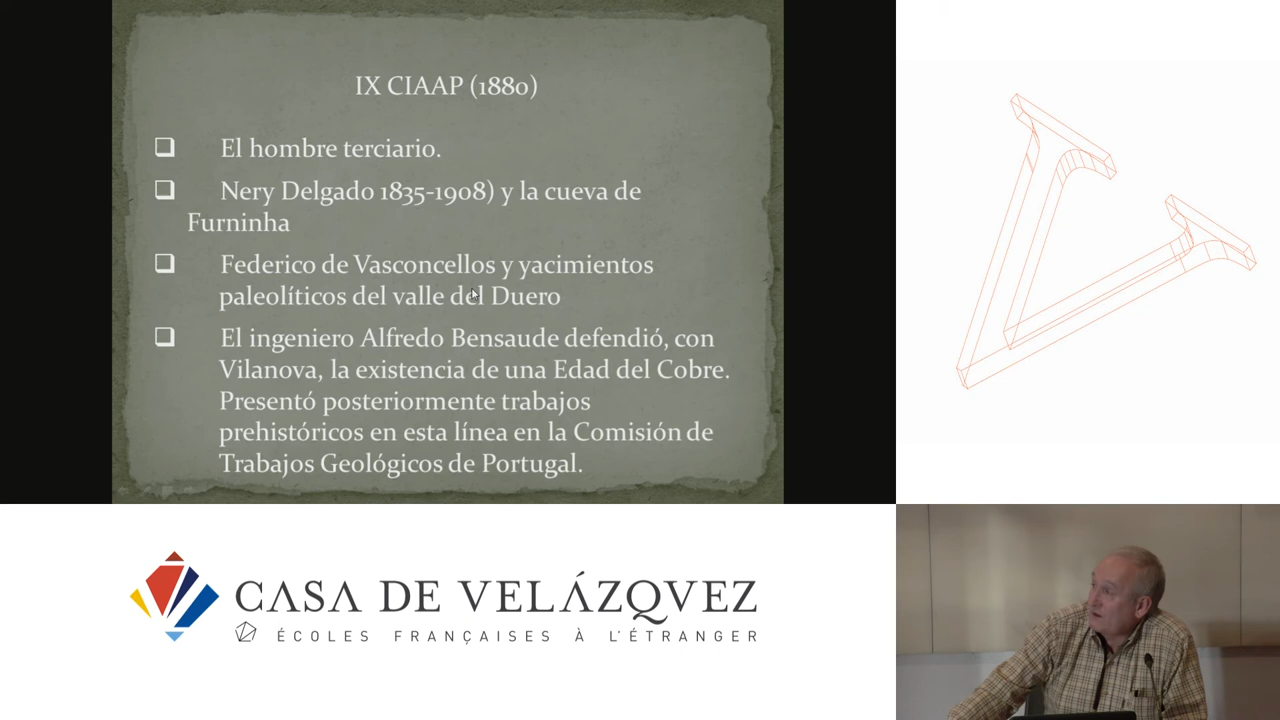 IX CIAAP (1880)
El hombre terciario.
Nery Delgado 1835-1908) y la cueva de
Furninha
Federico de Vasconcellos y yacimientos
paleolíticos del valle del Duero
El ingeniero Alfredo Bensaude defendió, con
Vilanova, la existencia de una Edad del Cobre.
Presentó posteriormente trabajos
prehistóricos en esta línea en la Comisión de
Trabajos Geológicos de Portugal.
CASA DE VELÁZQVEZ
ÉCOLES FRANÇAISES À L'ÉTRANGER